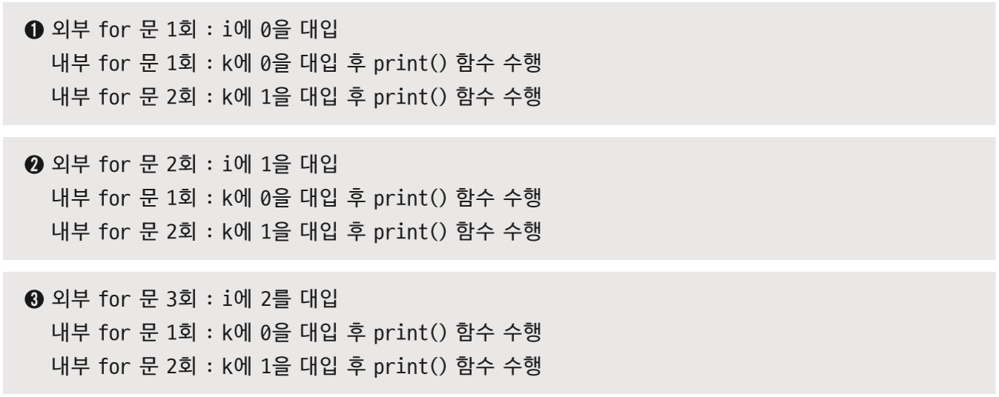 ❶ 외부 for 문 1회 : i에 0을 대입
내부 for 문 1회 : k에 0을 대입 후 print() 함수 수행
내부 for 문 2회 : k에 1을 대입 후 print() 함수 수행
❷ 외부 for 문 2회 : i에 1을 대입
내부 for 문 1회 : k에 0을 대입 후 print() 함수 수행
내부 for 문 2회 : k에 1을 대입 후 print() 함수 수행
❸ 외부 for 문 3회 : i에 2를 대입
내부 for 문 1회 : k에 0을 대입 후 print() 함수 수행
내부 for 문 2회 : k에 1을 대입 후 print() 함수 수행